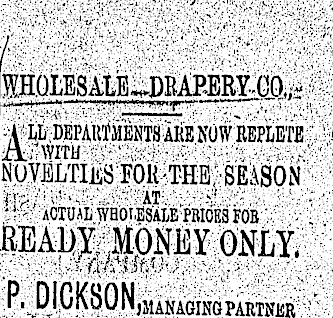 WHOLESALE DRAPERY CO.,
ALL DEPARTMENTS ARE NOW REPLETE
WITH
NOVELTIES FOR THE SEASON
AT
ACTUAL WHOLESALE PRICES FOR
READY MONEY ONLY.
P. DICKSON, MANAGING PARTNER